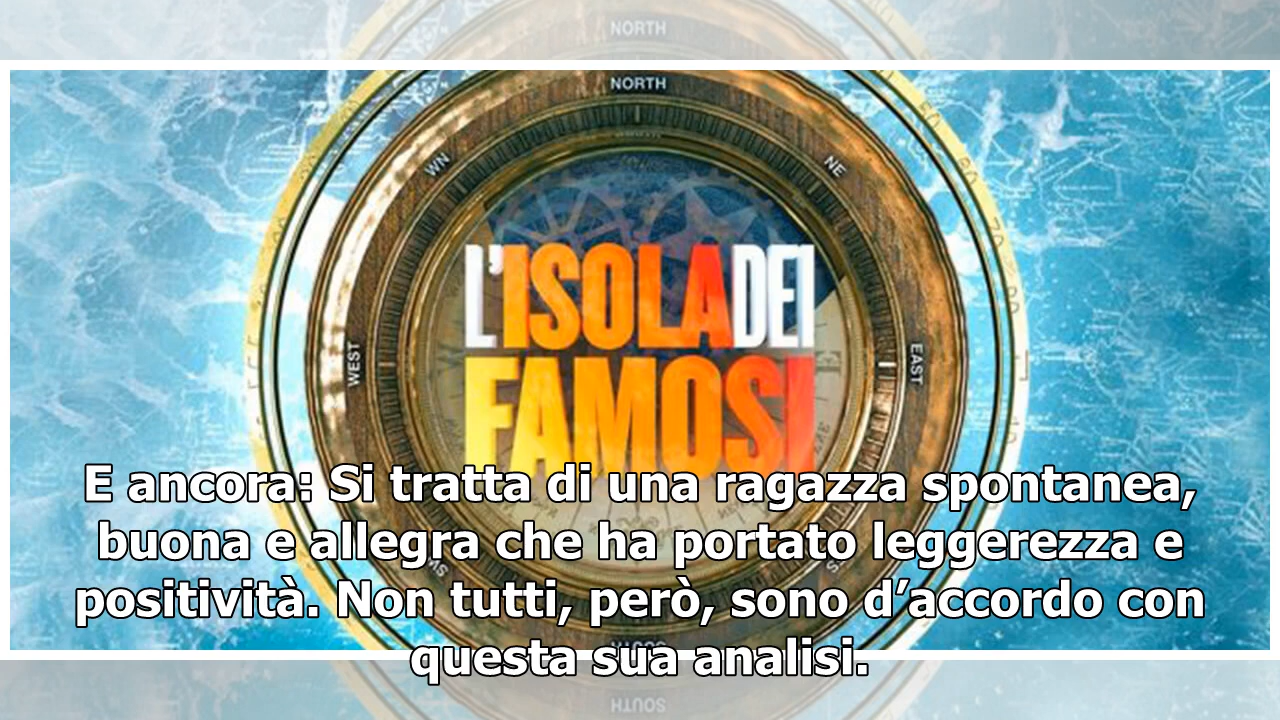 NORTH
NORTH
WN
NE
L'ISOLA DEI
FAMOSI
WEST
EAST
E ancora: Si tratta di una ragazza spontanea,
buona e allegra che ha portato leggerezza e
positività. Non tutti, però, sono d’accordo con
questa sua analisi.
SOUTH